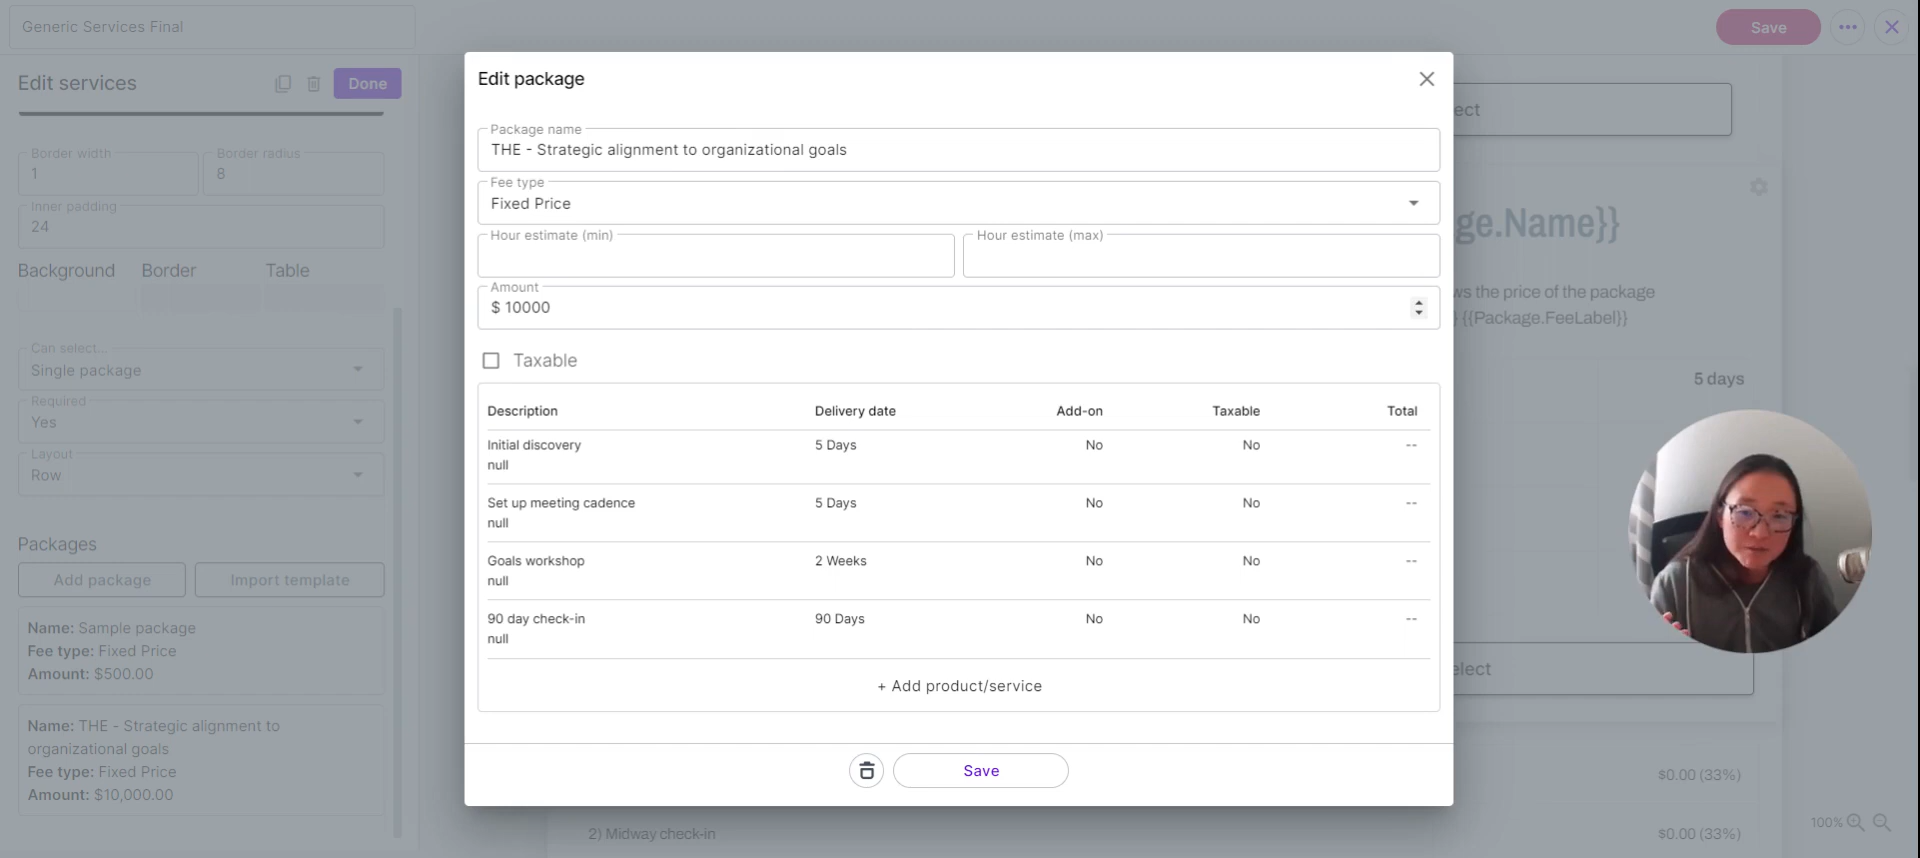 Generic Services Final
Save
Edit services
Done
Border width
1
Border radius
8
Inner padding
24
Background
Border
Table
Can select...
Single package
Required
Yes
Layout
Row
Packages
Add package
Import template
Name: Sample package
Fee type: Fixed Price
Amount: $500.00
Name: THE - Strategic alignment to
organizational goals
Fee type: Fixed Price
Amount: $10,000.00
Edit package
Package name
THE - Strategic alignment to organizational goals
Fee type
Fixed Price
Hour estimate (min)
Hour estimate (max)
Amount
$ 10000
Taxable
Description Delivery date Add-on Taxable Total
Initial discovery 5 Days No No --
null
Set up meeting cadence 5 Days No No --
null
Goals workshop 2 Weeks No No --
null
90 day check-in 90 Days No No --
null
+ Add product/service
Save
ect
ge.Name}}
ws the price of the package
} {{Package.FeeLabel}}
5 days
elect
$0.00 (33%)
2) Midway check-in
$0.00 (33%)
100%